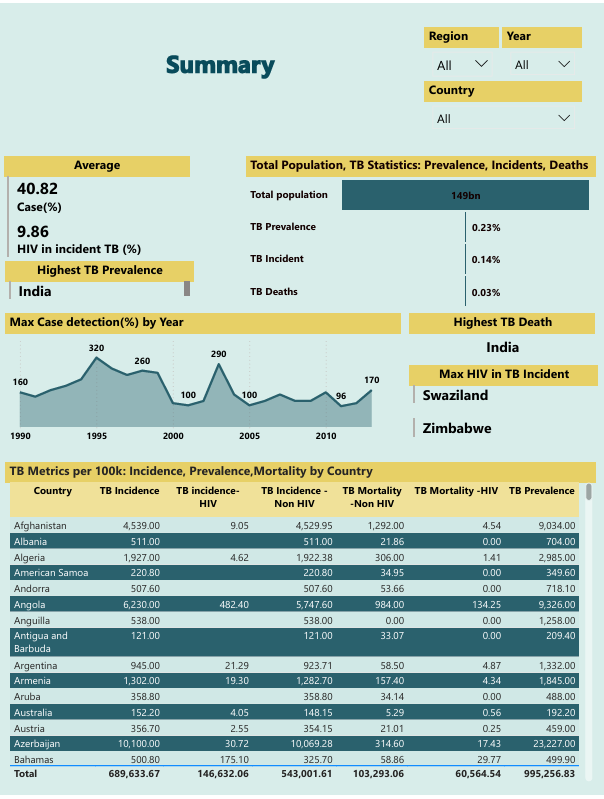 Summary
Region Year
All All
Country
All
Average
40.82
Case(%)
9.86
HIV in incident TB (%)
Highest TB Prevalence
India
Total Population, TB Statistics: Prevalence, Incidents, Deaths
Total population 149bn
TB Prevalence 0.23%
TB Incident 0.14%
TB Deaths 0.03%
Max Case detection(%) by Year
160 320 260 100 290 100 96 170
1990 1995 2000 2005 2010
Highest TB Death
India
Max HIV in TB Incident
Swaziland
Zimbabwe
TB Metrics per 100k: Incidence, Prevalence,Mortality by Country
Country TB Incidence TB incidence- TB Incidence - TB Mortality TB Mortality -HIV TB Prevalence
HIV Non HIV -Non HIV
Afghanistan 4,539.00 9.05 4,529.95 1,292.00 4.54 9,034.00
Albania 511.00 511.00 21.86 0.00 704.00
Algeria 1,927.00 4.62 1,922.38 306.00 1.41 2,985.00
American Samoa 220.80 220.80 34.95 0.00 349.60
Andorra 507.60 507.60 53.66 0.00 718.10
Angola 6,230.00 482.40 5,747.60 984.00 134.25 9,326.00
Anguilla 538.00 538.00 0.00 0.00 1,258.00
Antigua and 121.00 121.00 33.07 0.00 209.40
Barbuda
Argentina 945.00 21.29 923.71 58.50 4.87 1,332.00
Armenia 1,302.00 19.30 1,282.70 157.40 4.34 1,845.00
Aruba 358.80 358.80 34.14 0.00 488.00
Australia 152.20 4.05 148.15 5.29 0.56 192.20
Austria 356.70 2.55 354.15 21.01 0.25 459.00
Azerbaijan 10,100.00 30.72 10,069.28 314.60 17.43 23,227.00
Bahamas 500.80 175.10 325.70 58.86 29.77 499.90
Total 689,633.67 146,632.06 543,001.61 103,293.06 60,564.54 995,256.83